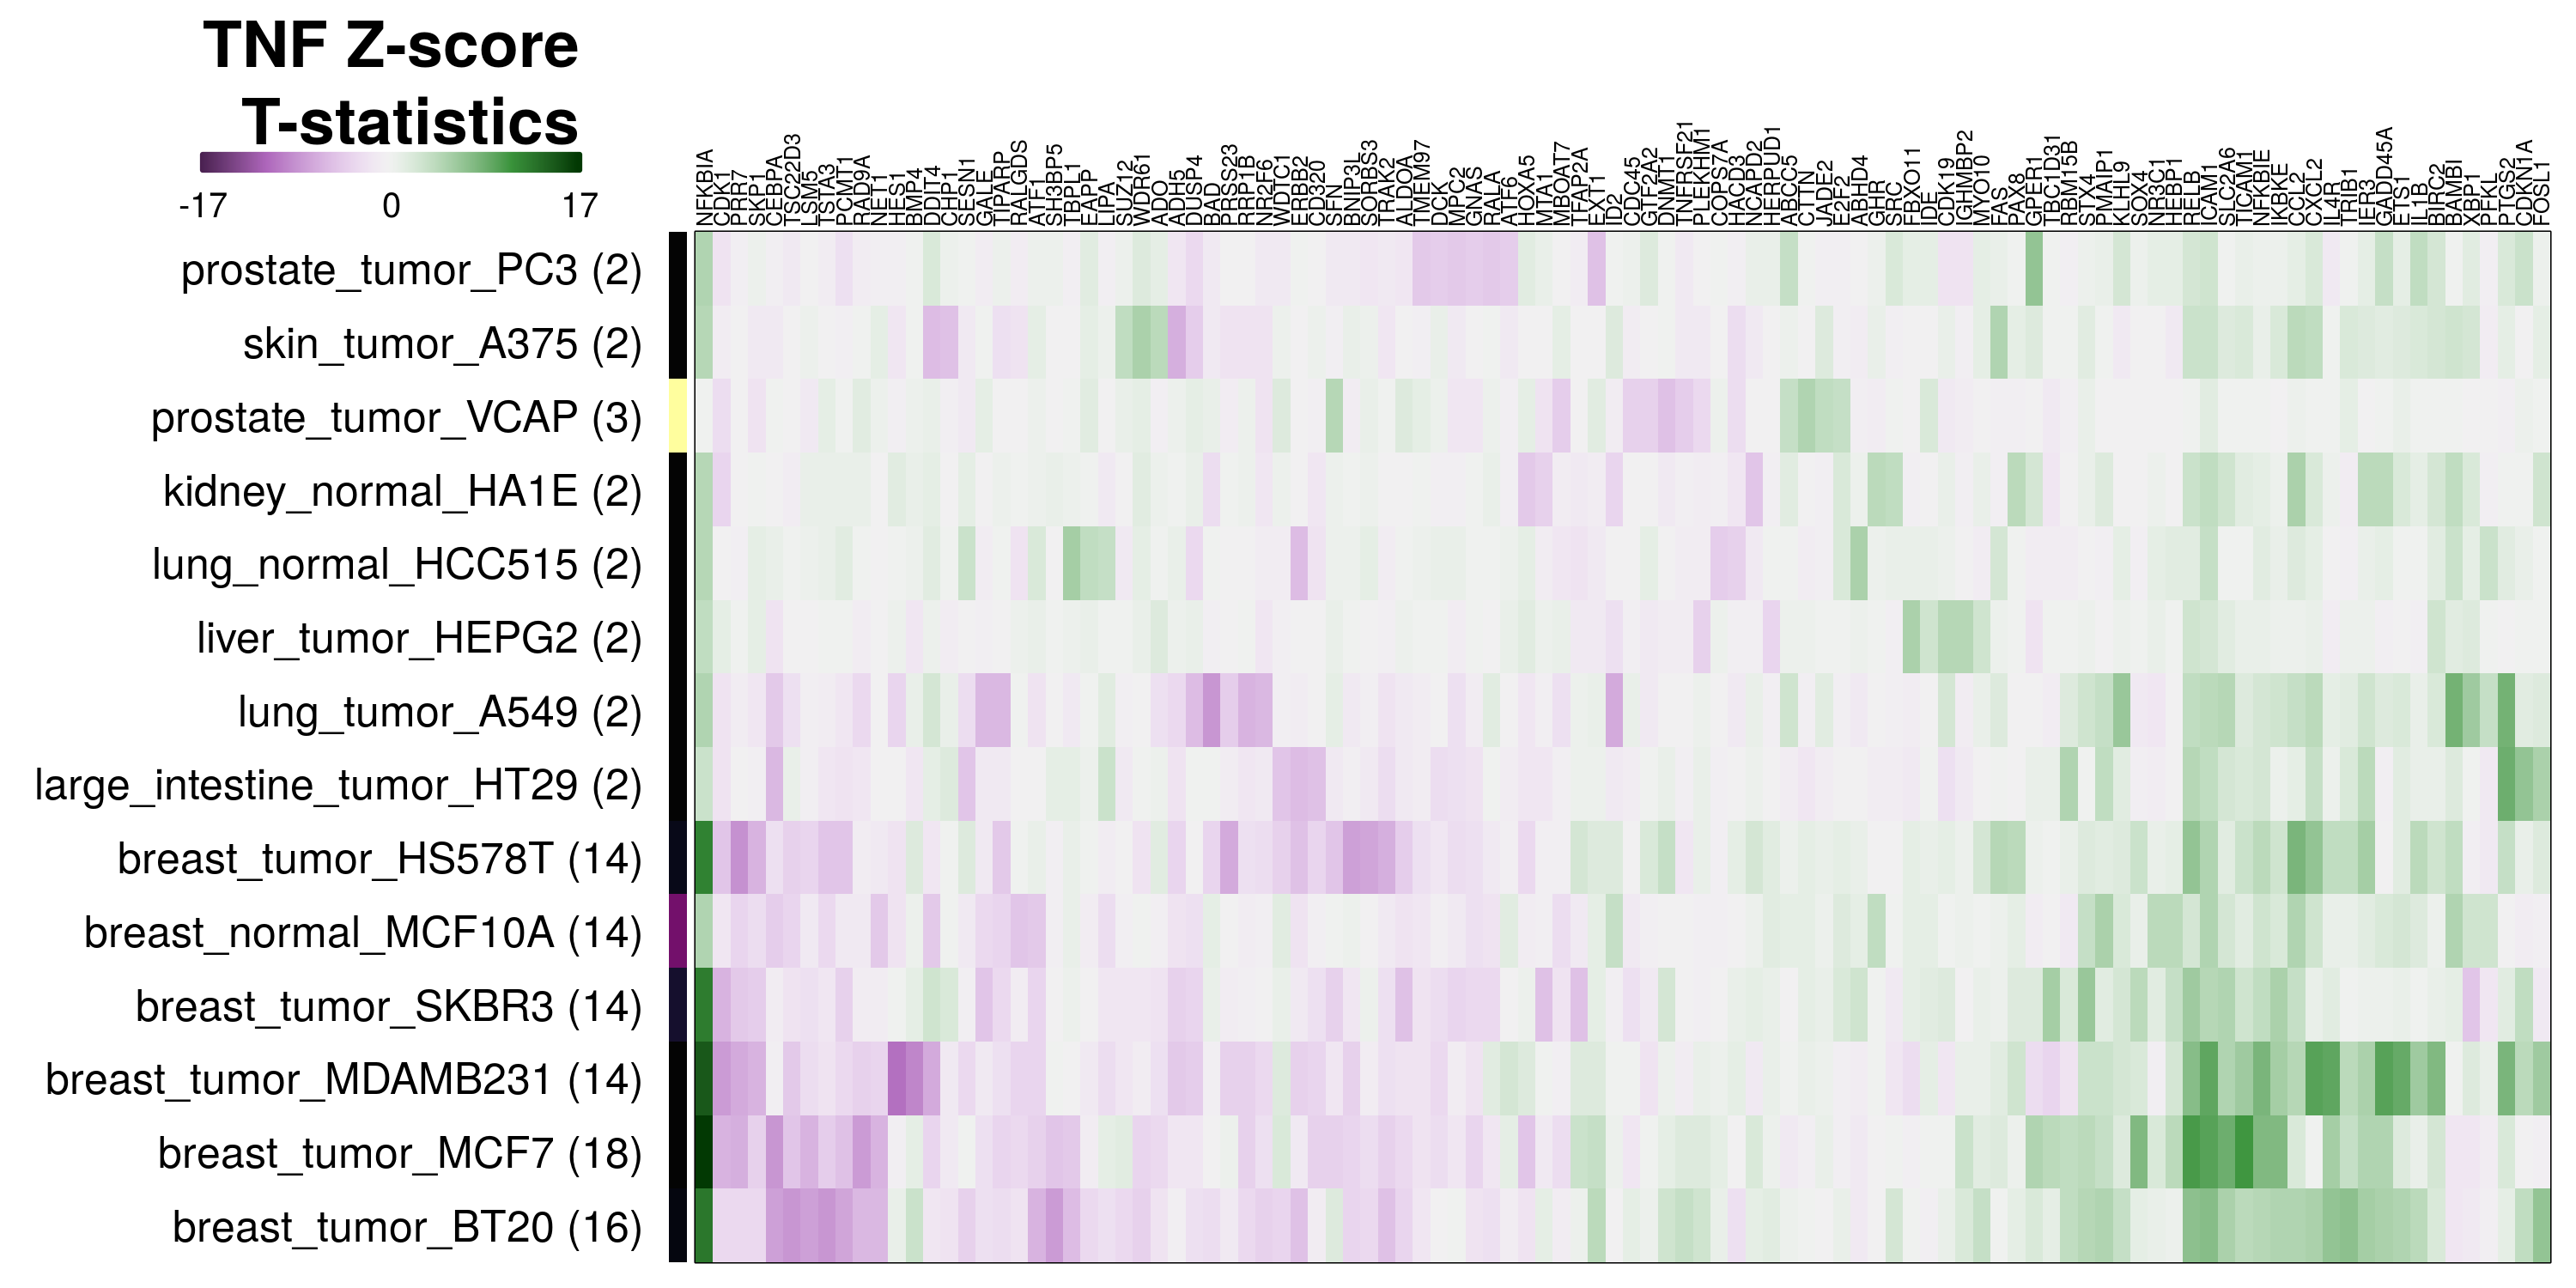 TNF Z-score
T-statistics
-17 0 17
NFKBIA CDK1 PRR7 SKP1 CEBPA TSC22D3 LSM5 TSTA3 PCMT1 RAD9A NET1 HES1 BMP4 DDIT4 CHP1 SESN1 GALE TIPARP RALGDS ATF1 SH3BP5 TBPL1 EAPP LIPA SUZ12 WDR61 ADO ADH5 DUSP4 BAD PRSS23 RRP1B NR2F6 WDTC1 ERBB2 CD320 SFN BNIP3L SORBS3 TRAK2 ALDOA TMEM97 DCK MPC2 GNAS RALA ATF6 HOXA5 MTA1 MBOAT7 TFAP2A EXT1 ID2 CDC45 GTF2A2 DNMT1 TNFRSF21 PLEKHM1 COPS7A HACD3 NCAPD2 HERPUD1 ABCC5 CTTN JADE2 E2F2 ABHD4 GHR SRC FBXO11 IDE CDK19 IGHMBP2 MYO10 FAS PAX8 GPER1 TBC1D31 RBM15B STX4 PMAIP1 KLHL9 SOX4 NR3C1 HEBP1 RELB ICAM1 SLC2A6 TICAM1 NFKBIE IKBKE CCL2 CXCL2 IL4R TRIB1 IER3 GADD45A ETS1 IL1B BIRC2 BAMBI XBP1 PFKL PTGS2 CDKN1A FOSL1
prostate_tumor_PC3 (2)
skin_tumor_A375 (2)
prostate_tumor_VCAP (3)
kidney_normal_HA1E (2)
lung_normal_HCC515 (2)
liver_tumor_HEPG2 (2)
lung_tumor_A549 (2)
large_intestine_tumor_HT29 (2)
breast_tumor_HS578T (14)
breast_normal_MCF10A (14)
breast_tumor_SKBR3 (14)
breast_tumor_MDAMB231 (14)
breast_tumor_MCF7 (18)
breast_tumor_BT20 (16)